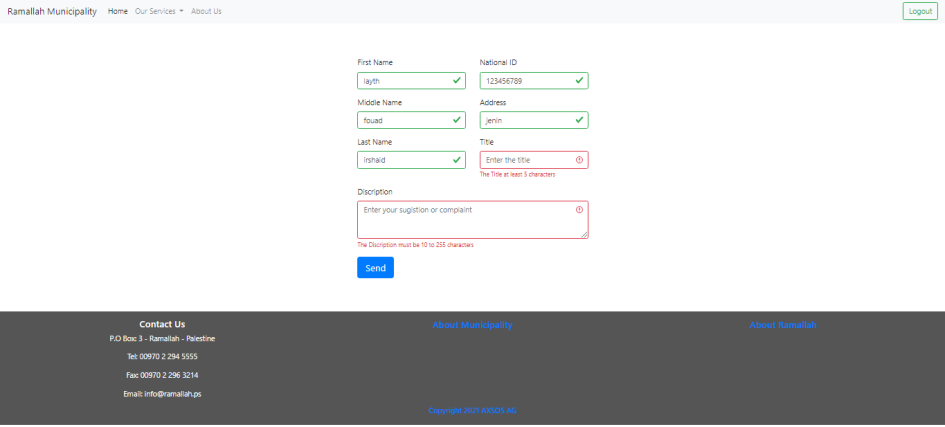 Ramallah Municipality Home Our Services About Us Logout
First Name National ID
layth 123456789
Middle Name Address
fouad jenin
Last Name Title
irshaid Enter the title
The Title at least 5 characters
Discription
Enter your sugistion or complaint
The Discription must be 10 to 255 characters
Send
Contact Us About Municipality About Ramallah
P.O Box: 3 - Ramallah - Palestine
Tel: 00970 2 294 5555
Fax: 00970 2 296 3214
Email: info@ramallah.ps
Copyright 2021 AXSOS AG